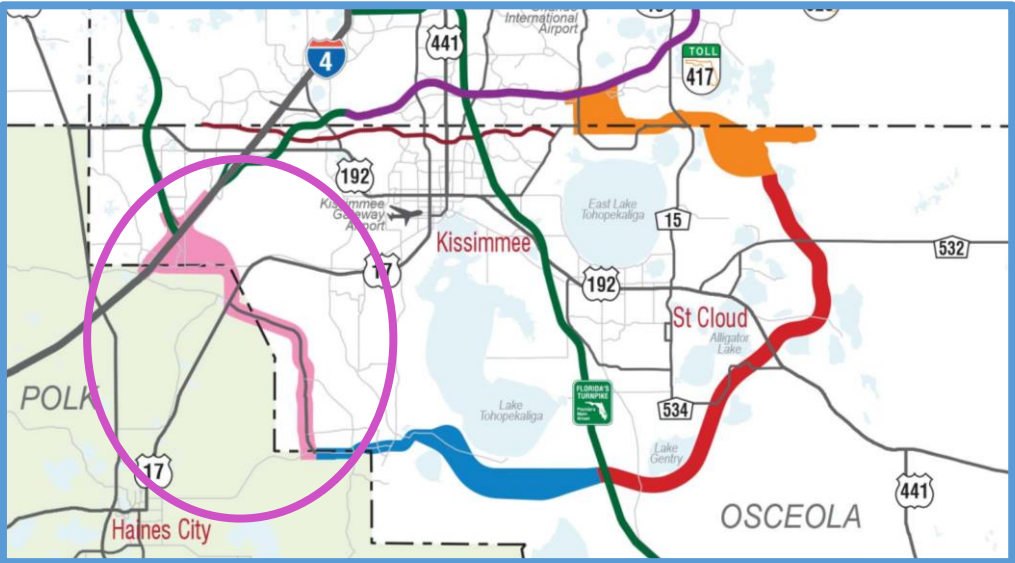 International
Airport
441
4
TOLL
417
192
Kissimmee
Gateway
Airport
East Lake
Tohopekaliga
15
Kissimmee
532
17
192
St Cloud
Alligator
Lake
POLK
FLORIDA'S
TURNPIKE
Lake
Tohopekaliga
534
Lake
Gentry
17
441
OSCEOLA
Haines City